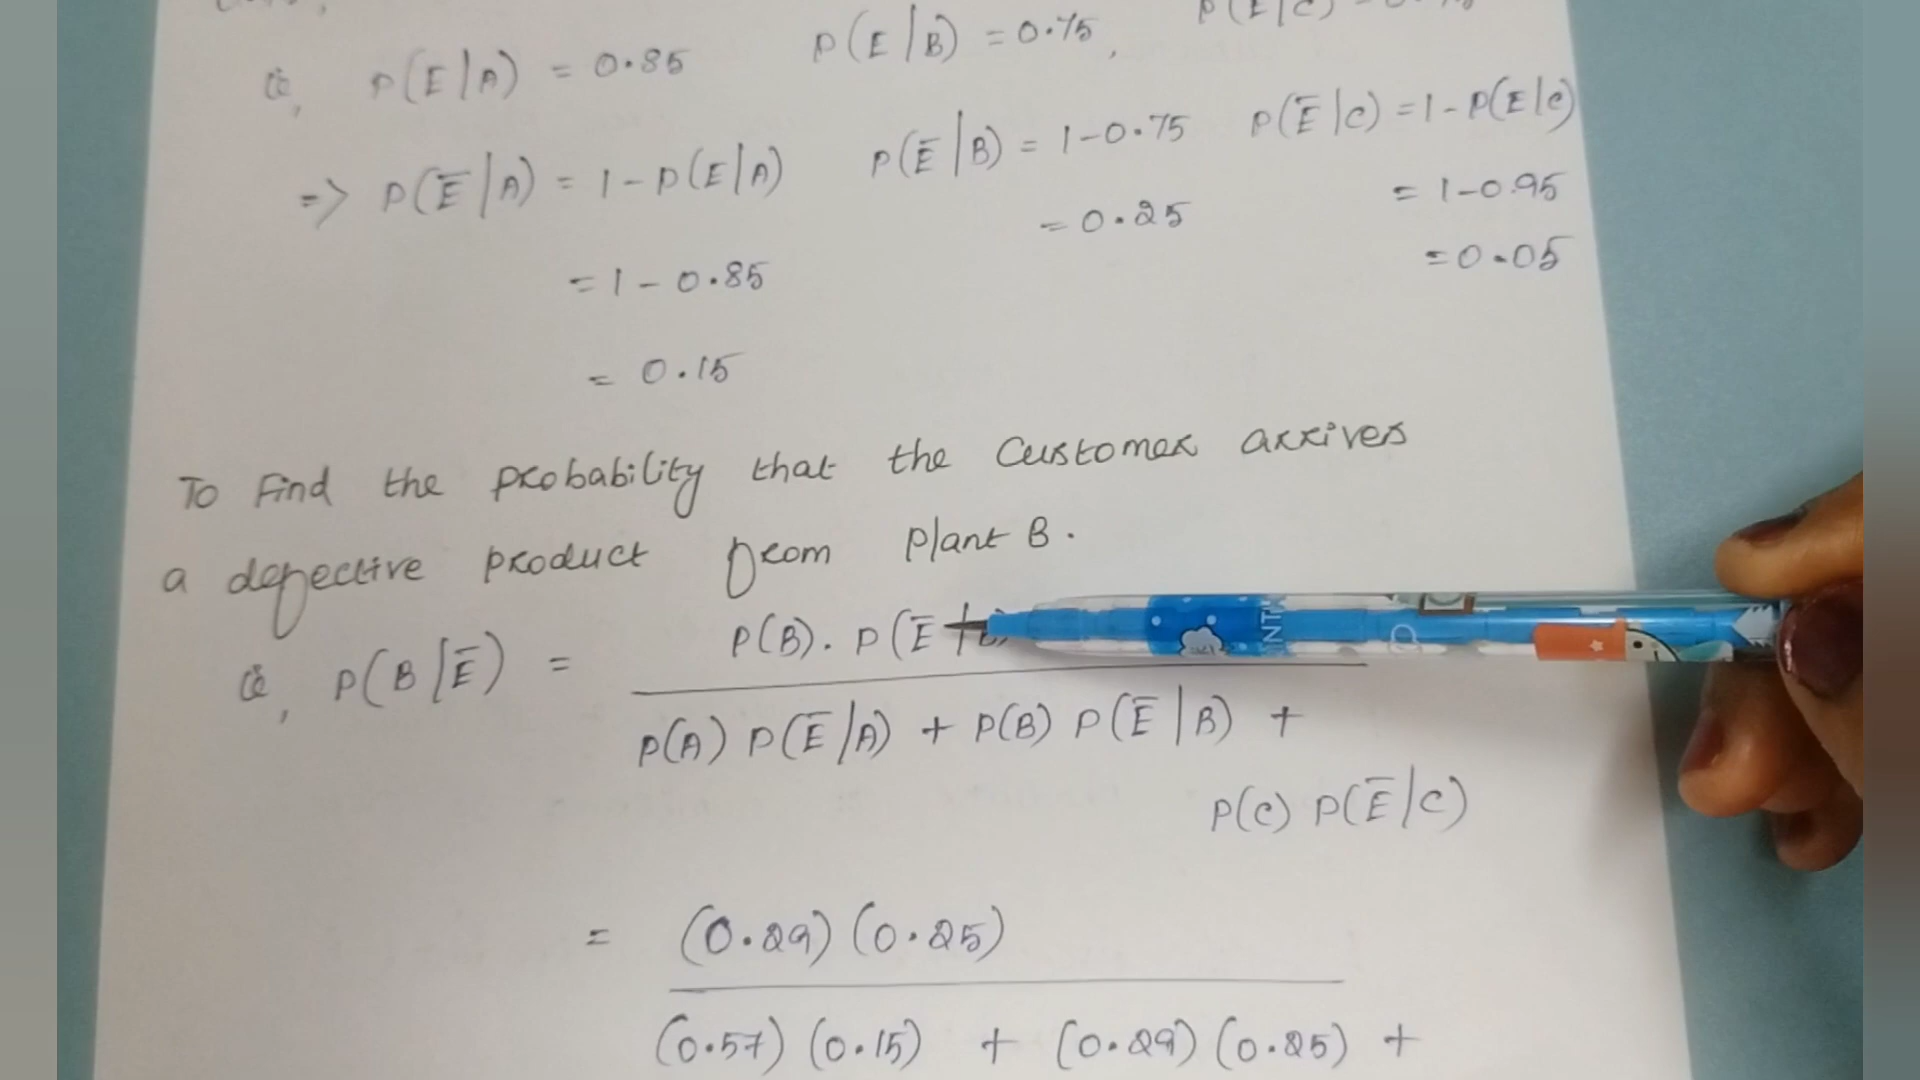 ie, P(E|A) = 0.85 P(E|B) = 0.75,
=> P(Ē|A) = 1-P(E|A) P(Ē|B) = 1-0.75 P(Ē|C) = 1-P(E|C)
= 0.25 = 1-0.95
= 1-0.85 = 0.05
= 0.15
To Find the probability that the Customer arrives
a defective product from plant B.
ie, P(B|Ē) = P(B). P(Ē|B)
P(A) P(Ē|A) + P(B) P(Ē|B) +
P(C) P(Ē|C)
= (0.29)(0.25)
(0.57)(0.15) + (0.29)(0.25) +